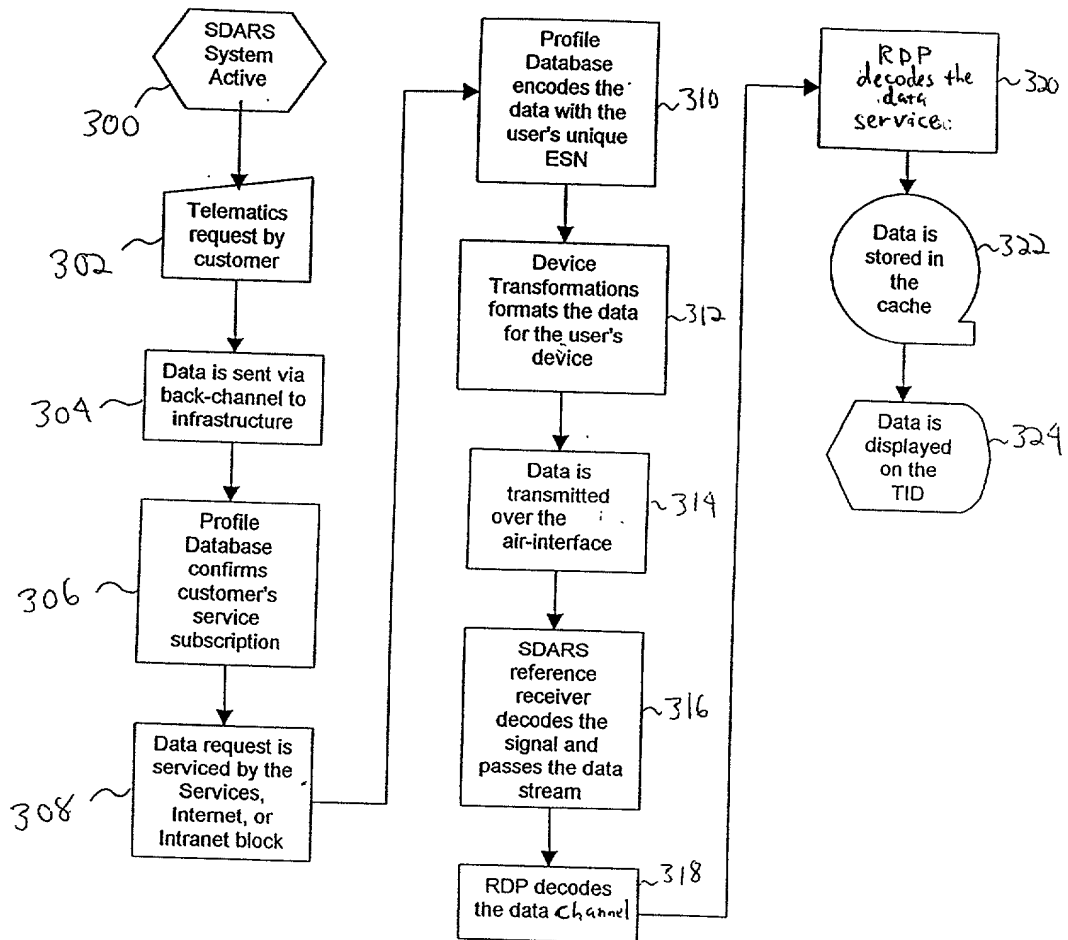 SDARS
System
Active
300
Telematics
request by
customer
302
Data is sent via
back-channel to
infrastructure
304
Profile
Database
confirms
customer's
service
subscription
306
Data request is
serviced by the
Services,
Internet, or
Intranet block
308
Profile
Database
encodes the
data with the
user's unique
ESN
310
Device
Transformations
formats the data
for the user's
device
312
Data is
transmitted
over the
air-interface
314
SDARS
reference
receiver
decodes the
signal and
passes the data
stream
316
RDP decodes
the data channel
318
RDP
decodes the
data
service
320
Data is
stored in
the
cache
322
Data is
displayed
on the
TID
324